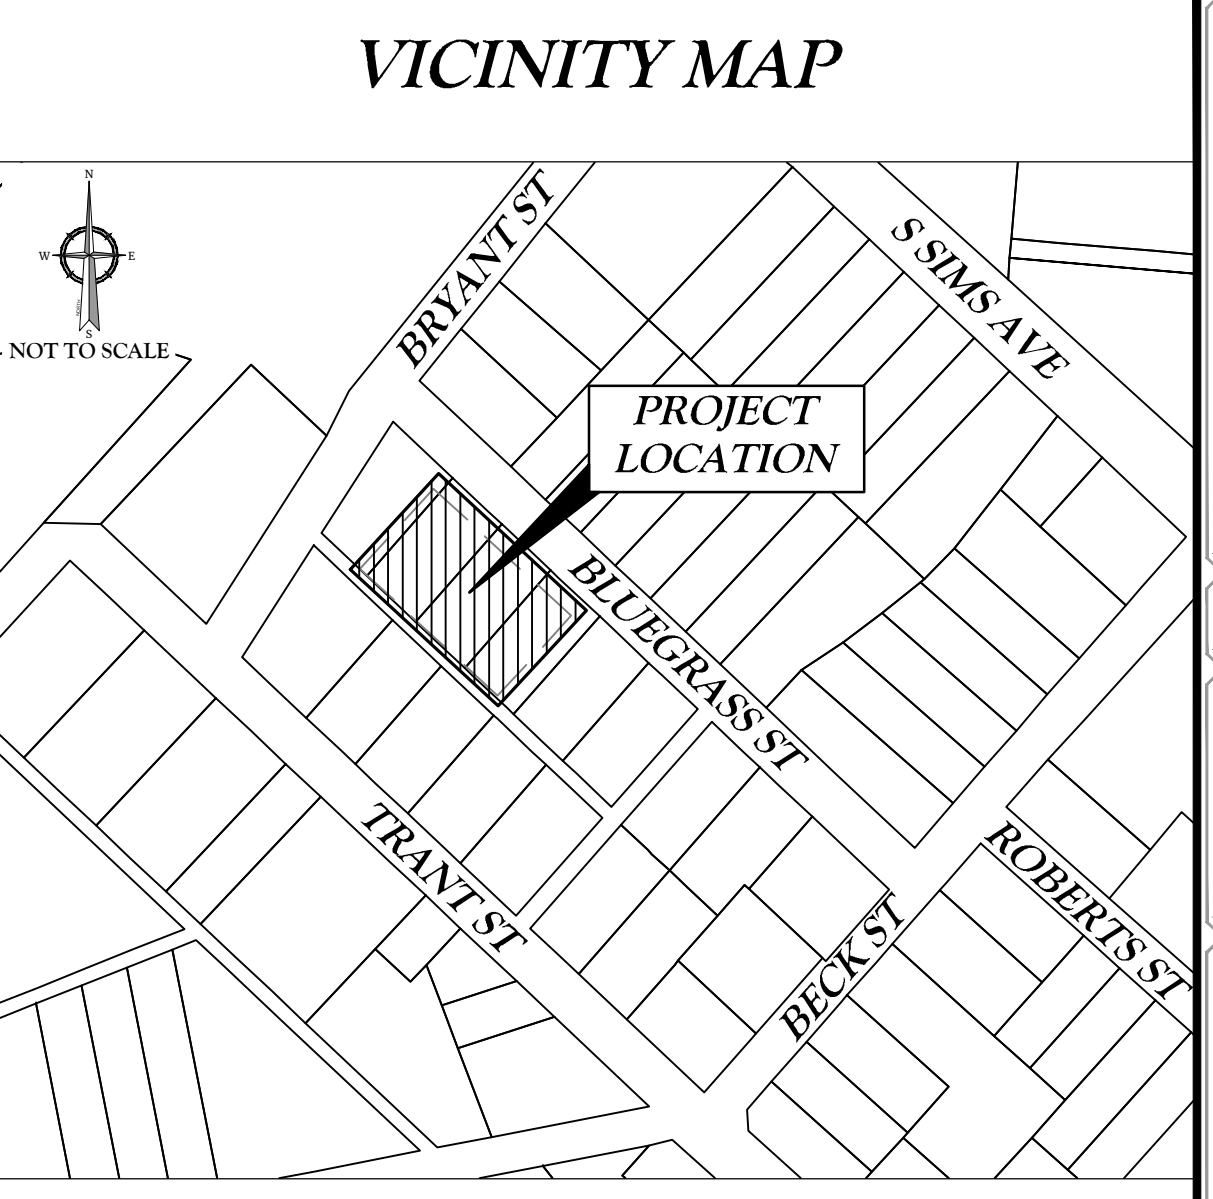 VICINITY MAP
N
W
E
NORTH
S
NOT TO SCALE
BRYANT ST
S SIMS AVE
PROJECT
LOCATION
BLUEGRASS ST
TRANT ST
ROBERTS ST
BECK ST